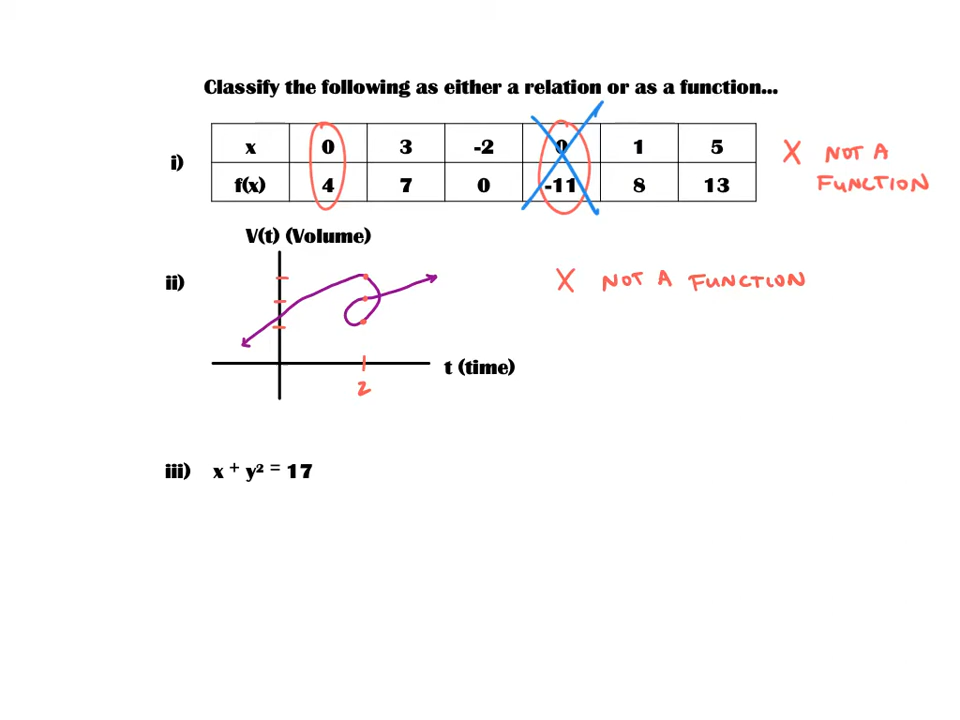 Classify the following as either a relation or as a function...
i)
x 0 3 -2 0 1 5
f(x) 4 7 0 -11 8 13
X NOT A
FUNCTION
V(t) (Volume)
ii)
X NOT A FUNCTION
t (time)
2
iii) x + y² = 17